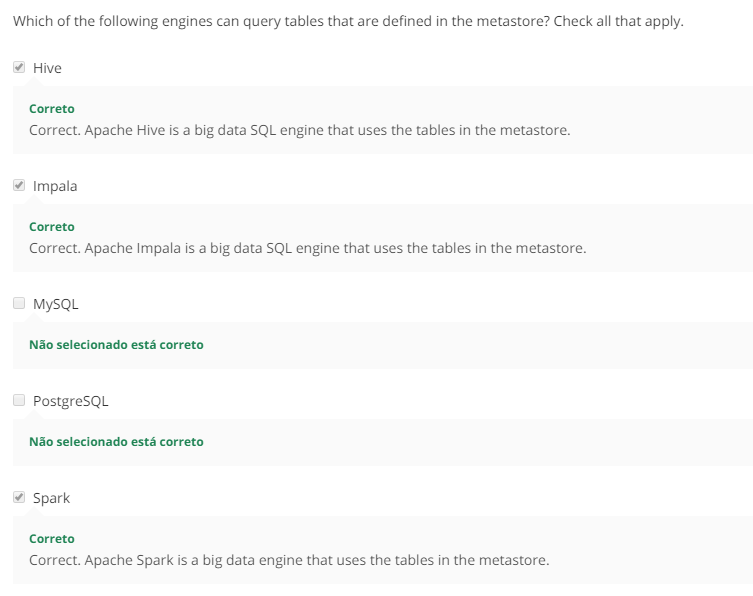 Which of the following engines can query tables that are defined in the metastore? Check all that apply.
Hive
Correto
Correct. Apache Hive is a big data SQL engine that uses the tables in the metastore.
Impala
Correto
Correct. Apache Impala is a big data SQL engine that uses the tables in the metastore.
MySQL
Não selecionado está correto
PostgreSQL
Não selecionado está correto
Spark
Correto
Correct. Apache Spark is a big data engine that uses the tables in the metastore.